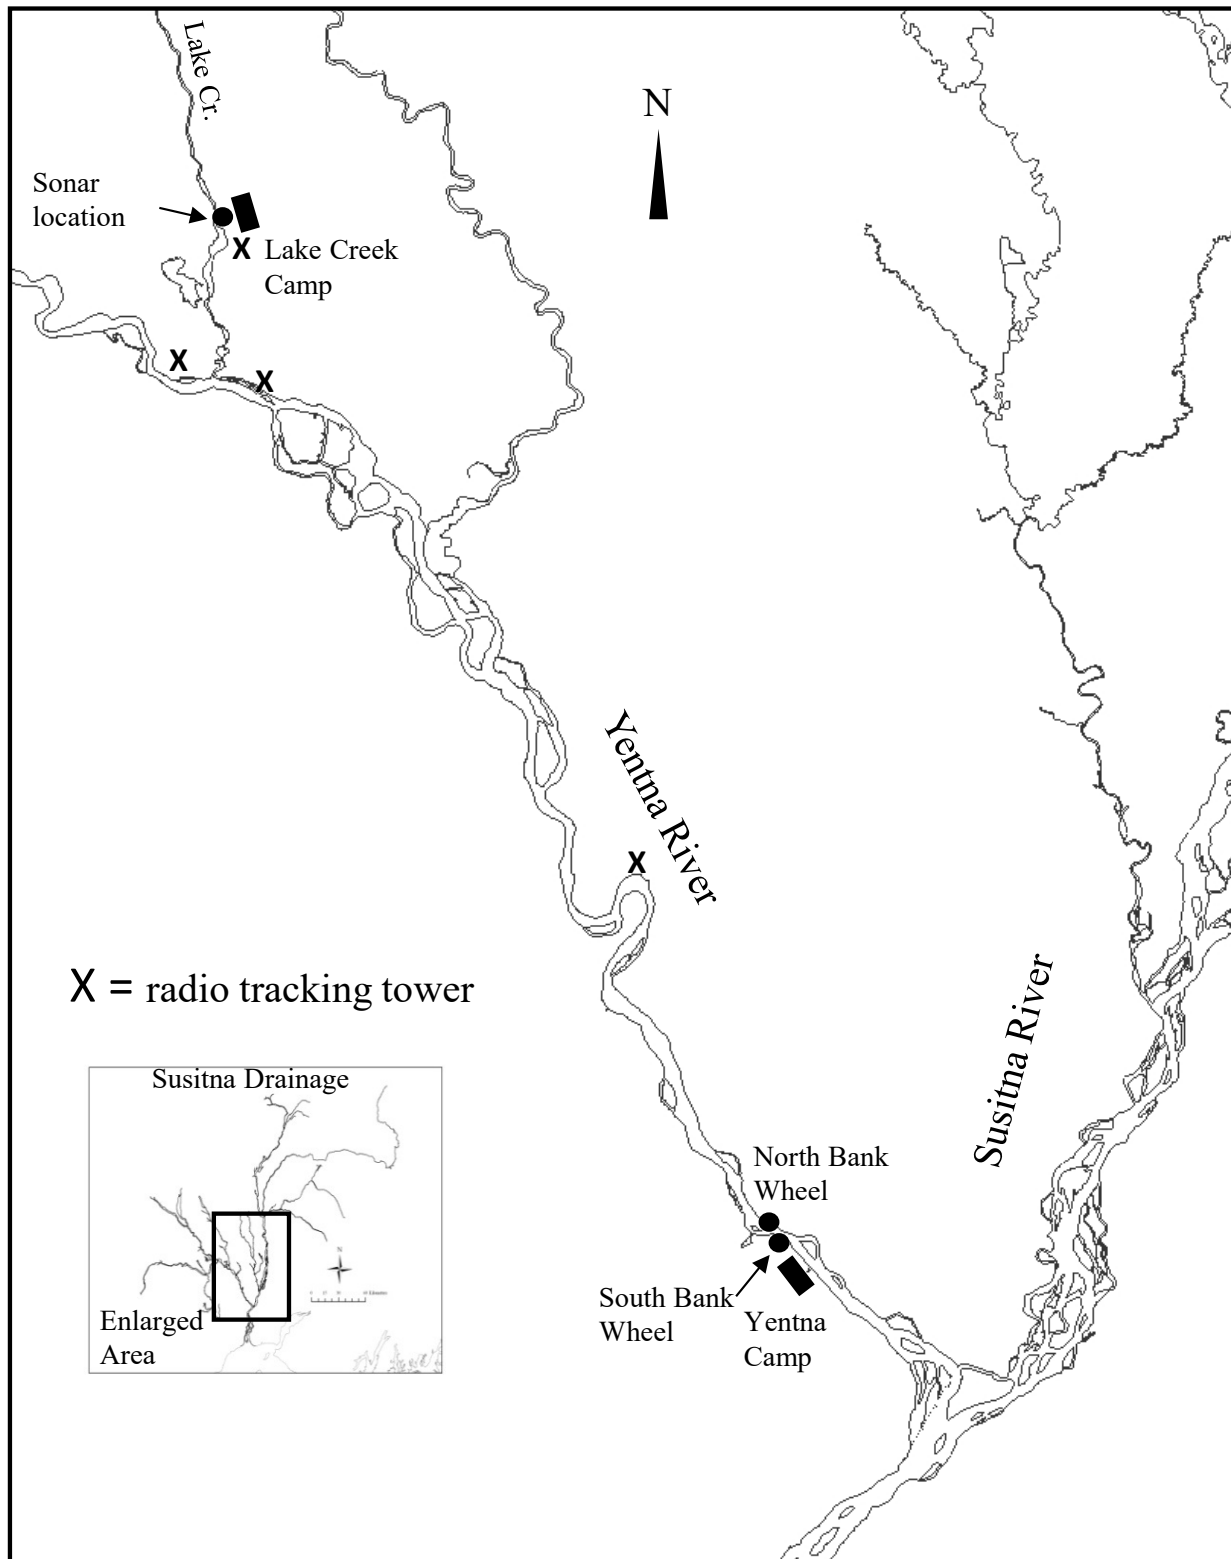 Lake Cr.
N
Sonar
location
X
Lake Creek
Camp
X
X
Yentna River
X
X = radio tracking tower
Susitna River
Susitna Drainage
N
Enlarged
Area
North Bank
Wheel
South Bank
Wheel
Yentna
Camp